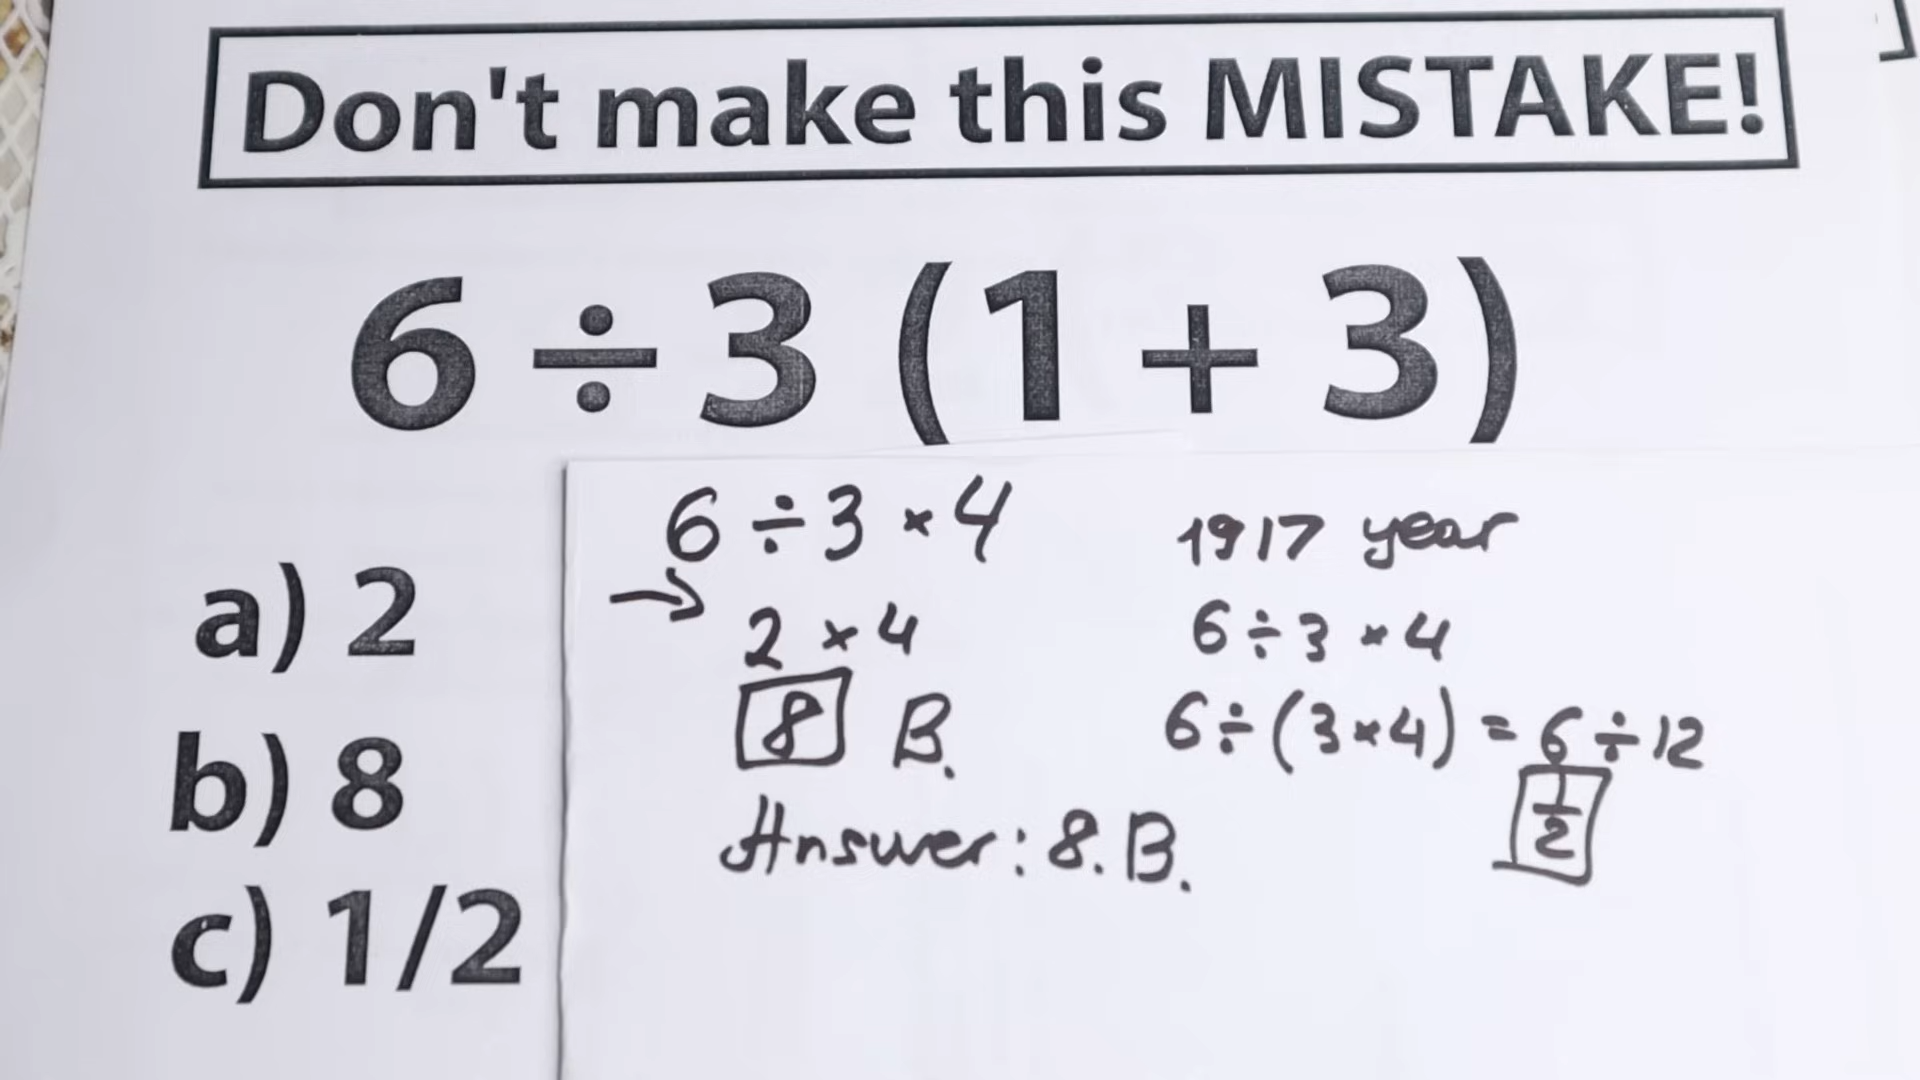 Don't make this MISTAKE!
6 ÷ 3 (1 + 3)
a) 2
b) 8
c) 1/2
6 ÷ 3 × 4
→ 2 × 4
8 B.
Answer: 8. B.
1917 year
6 ÷ 3 × 4
6 ÷ (3 × 4) = 6 ÷ 12
1/2